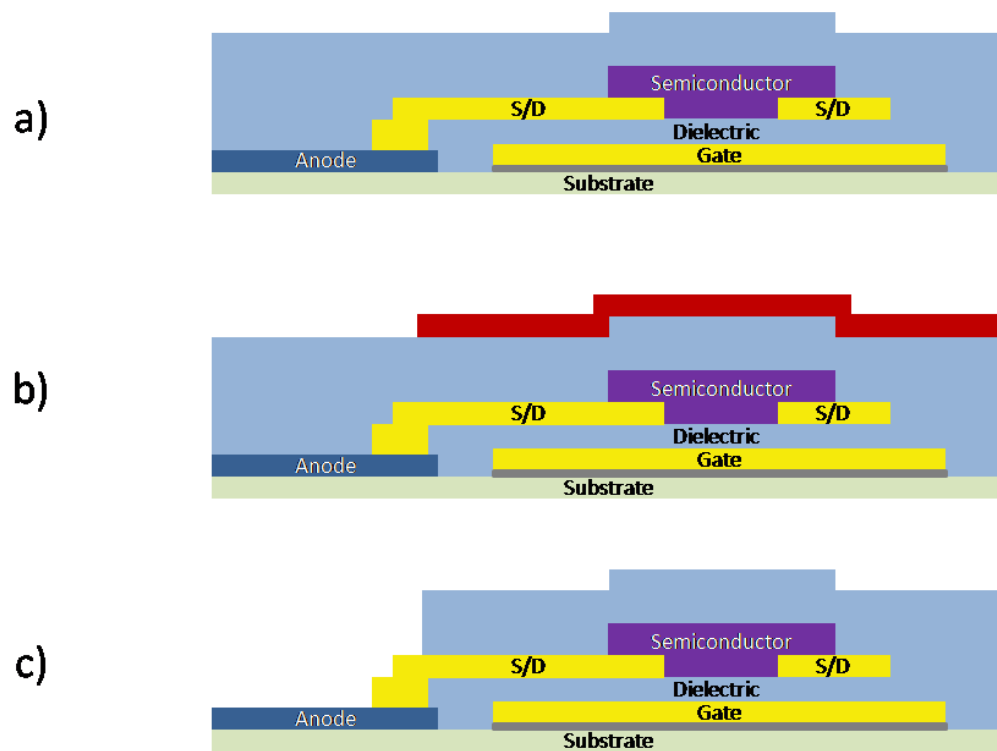 a)
Semiconductor
S/D S/D
Dielectric
Anode Gate
Substrate
b)
Semiconductor
S/D S/D
Dielectric
Anode Gate
Substrate
c)
Semiconductor
S/D S/D
Dielectric
Anode Gate
Substrate